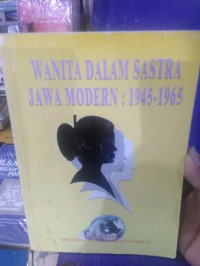 WANITA DALAM SASTRA
JAWA MODERN : 1945-1965